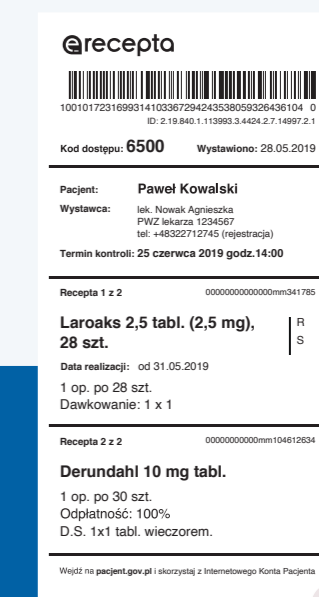 erecepta
10010172316993141033672942435380593264361040 0
ID: 2.19.840.1.113993.3.4424.2.7.14997.2.1
Kod dostępu: 6500 Wystawiono: 28.05.2019
Pacjent: Paweł Kowalski
Wystawca: lek. Nowak Agnieszka
PWZ lekarza 1234567
tel: +48322712745 (rejestracja)
Termin kontroli: 25 czerwca 2019 godz.14:00
Recepta 1 z 2 00000000000000mm341785
Laroaks 2,5 tabl. (2,5 mg), R
28 szt. S
Data realizacji: od 31.05.2019
1 op. po 28 szt.
Dawkowanie: 1 x 1
Recepta 2 z 2 00000000000mm104612634
Derundahl 10 mg tabl.
1 op. po 30 szt.
Odpłatność: 100%
D.S. 1x1 tabl. wieczorem.
Wejdź na pacjent.gov.pl i skorzystaj z Internetowego Konta Pacjenta